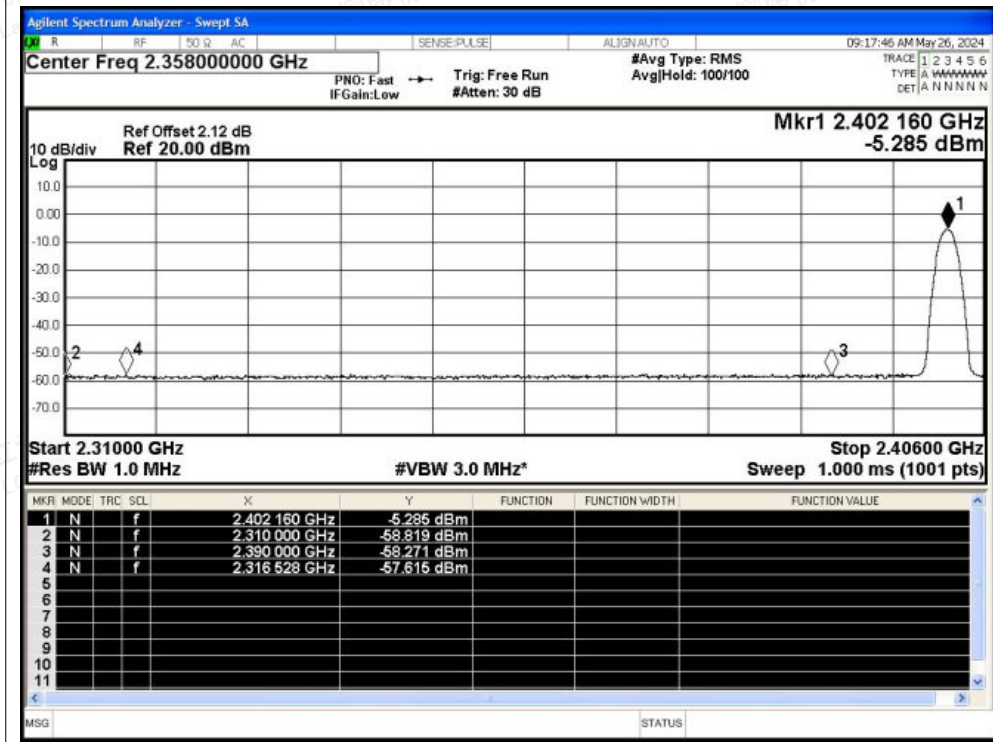 Agilent Spectrum Analyzer - Swept SA
LXI R RF 50 Ω AC SENSE:PULSE ALIGNAUTO 09:17:46 AM May 26, 2024
Center Freq 2.358000000 GHz
PNO: Fast
IFGain:Low
Trig: Free Run
#Atten: 30 dB
#Avg Type: RMS
Avg|Hold: 100/100
TRACE 1 2 3 4 5 6
TYPE A WWWWW
DET A N N N N N
Ref Offset 2.12 dB
10 dB/div Ref 20.00 dBm
Log
Mkr1 2.402 160 GHz
-5.285 dBm
10.0
0.00
-10.0
-20.0
-30.0
-40.0
-50.0
-60.0
-70.0
1
2
4
3
Start 2.31000 GHz Stop 2.40600 GHz
#Res BW 1.0 MHz #VBW 3.0 MHz* Sweep 1.000 ms (1001 pts)
MKR MODE TRC SCL X Y FUNCTION FUNCTION WIDTH FUNCTION VALUE
1 N f 2.402 160 GHz -5.285 dBm
2 N f 2.310 000 GHz -58.819 dBm
3 N f 2.390 000 GHz -58.271 dBm
4 N f 2.316 528 GHz -57.615 dBm
5
6
7
8
9
10
11
MSG STATUS